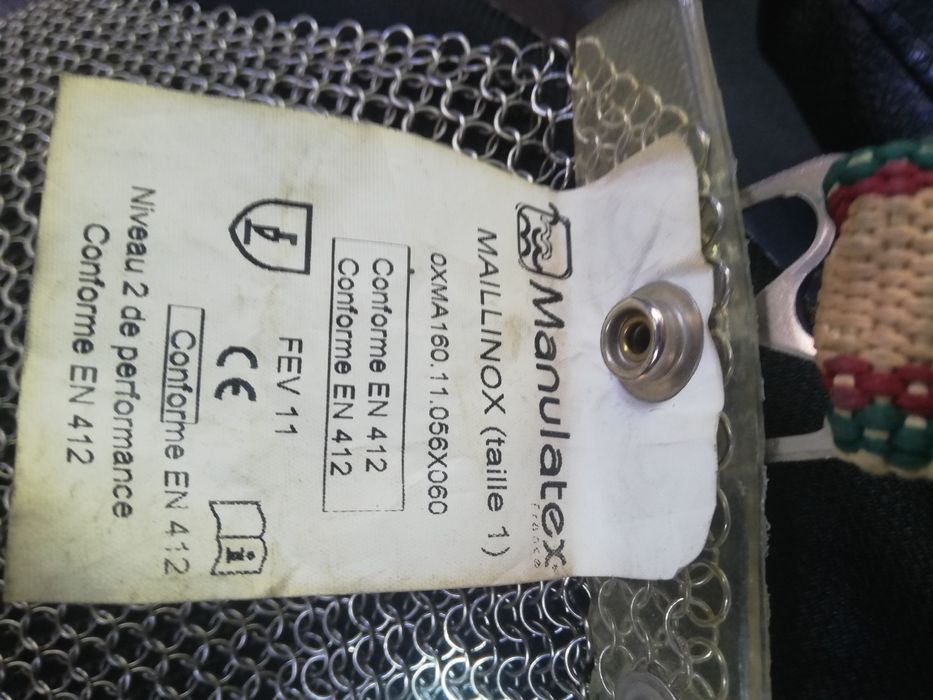 Manulatex
France
MAILLINOX (taille 1)
oXMA160.11.056X060
Conforme EN 412
Conforme EN 412
FEV 11
CE
i
Conforme EN 412
Niveau 2 de performance
Conforme EN 412